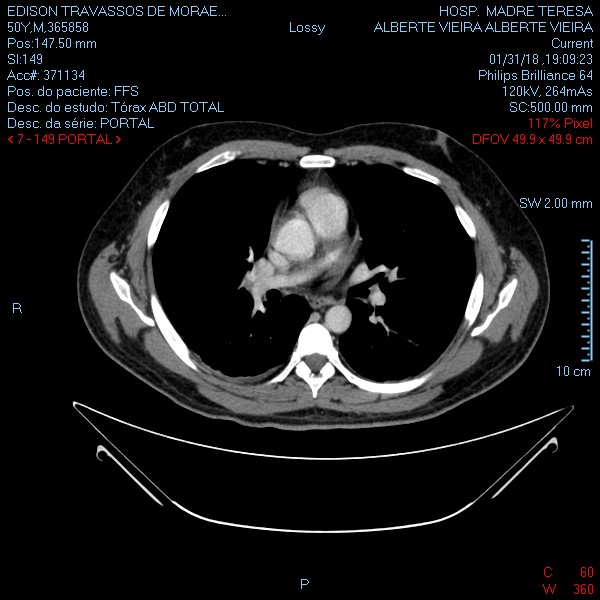 EDISON TRAVASSOS DE MORAE...
50Y,M,365858
Pos:147.50 mm
SI:149
Acc#: 371134
Pos. do paciente: FFS
Desc. do estudo: Tórax ABD TOTAL
Desc. da série: PORTAL
< 7 - 149 PORTAL >
Lossy
HOSP. MADRE TERESA
ALBERTE VIEIRA ALBERTE VIEIRA
Current
01/31/18 ,19:09:23
Philips Brilliance 64
120kV, 264mAs
SC:500.00 mm
117% Pixel
DFOV 49.9 x 49.9 cm
SW 2.00 mm
R
10 cm
P
C 60
W 360